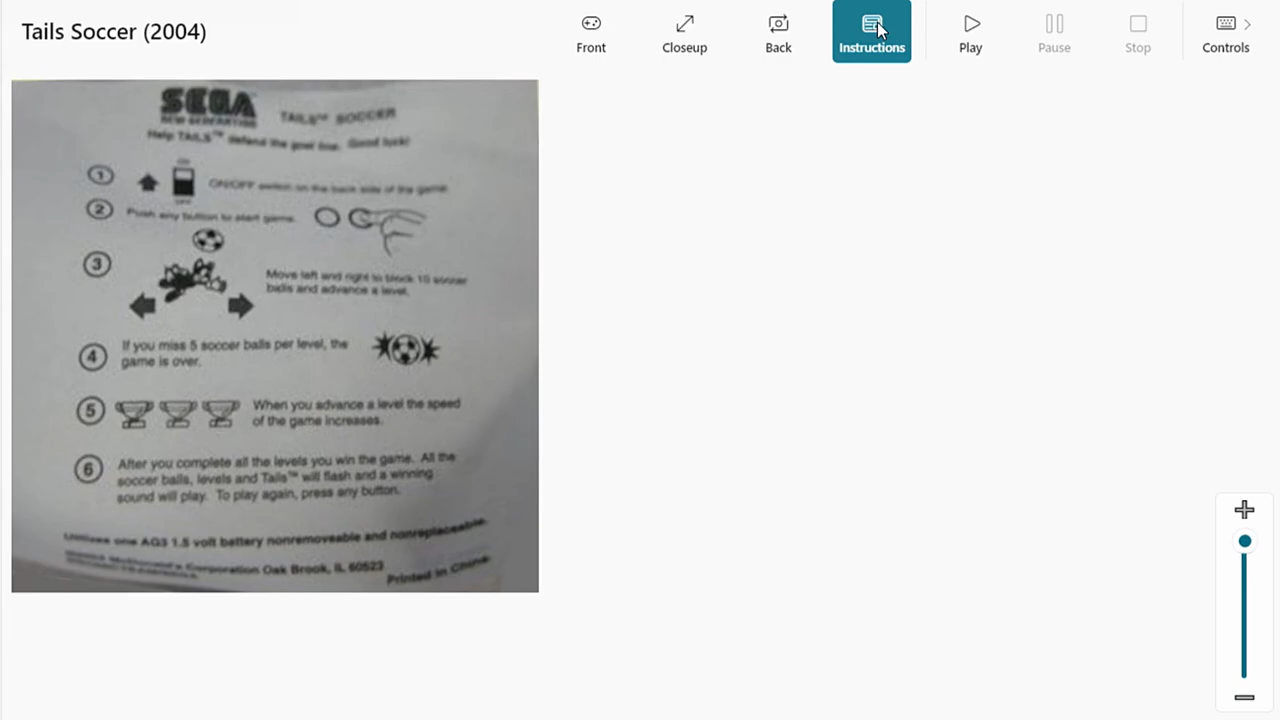 Tails Soccer (2004)
Front
Closeup
Back
Instructions
Play
Pause
Stop
Controls
SEGA
TAILS™ SOCCER
Help TAILS™ defend the goal line. Good luck!
1
ON
ON/OFF switch on the back side of the game.
OFF
2 Push any button to start game.
3
Move left and right to block 10 soccer
balls and advance a level.
4 If you miss 5 soccer balls per level, the
game is over.
5 When you advance a level the speed
of the game increases.
6 After you complete all the levels you win the game. All the
soccer balls, levels and Tails™ will flash and a winning
sound will play. To play again, press any button.
one AG3 1.5 volt battery nonremoveable and nonreplaceable.
McDonald's Corporation Oak Brook, IL 60523
Printed in China